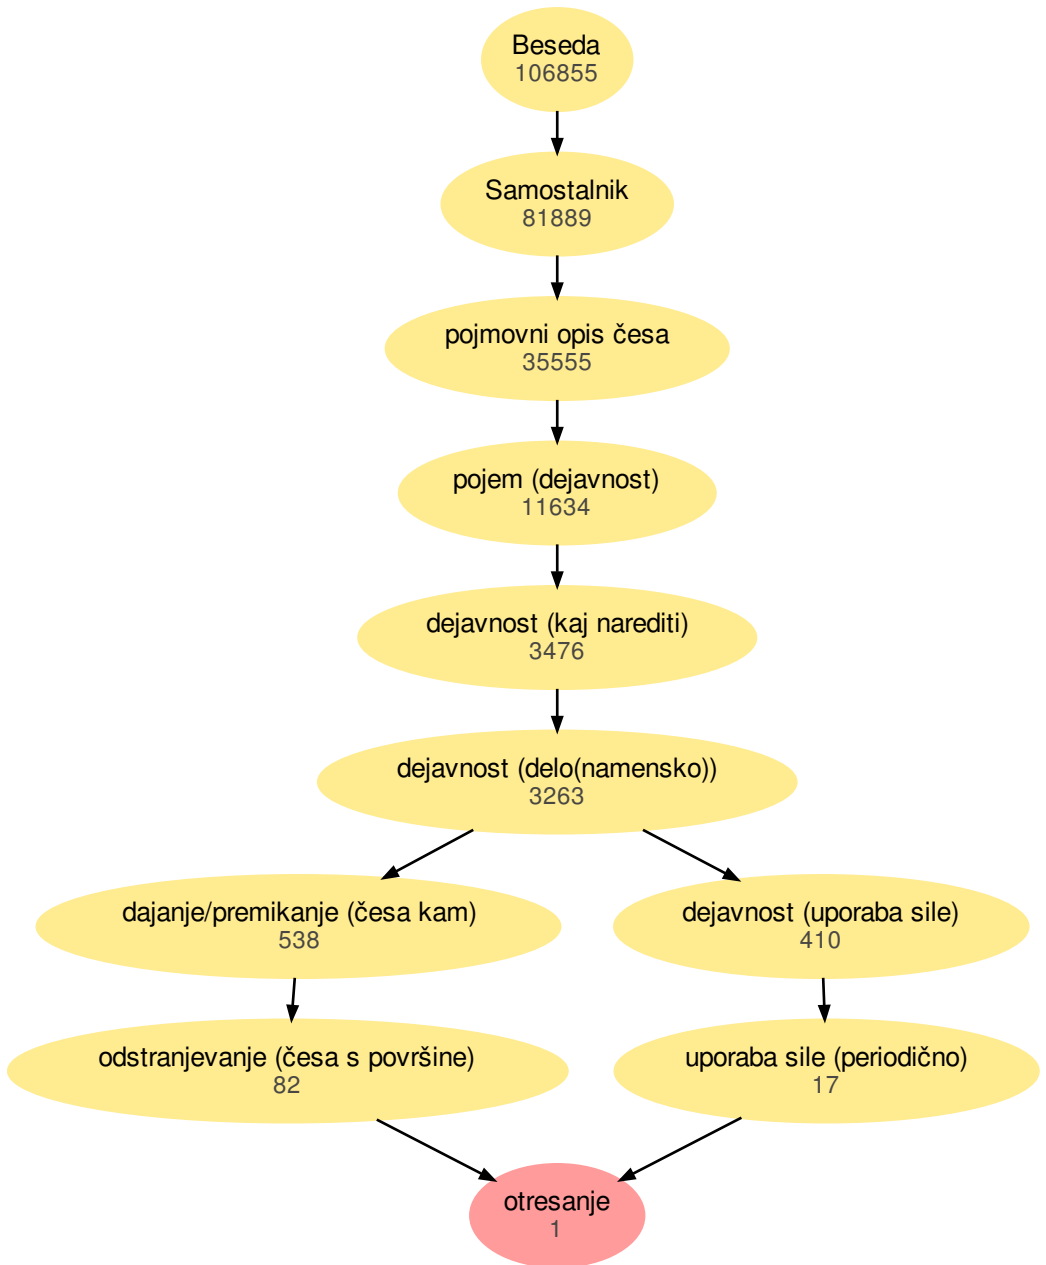 Beseda
106855
Samostalnik
81889
pojmovni opis česa
35555
pojem (dejavnost)
11634
dejavnost (kaj narediti)
3476
dejavnost (delo(namensko))
3263
dajanje/premikanje (česa kam)
538
dejavnost (uporaba sile)
410
odstranjevanje (česa s površine)
82
uporaba sile (periodično)
17
otresanje
1